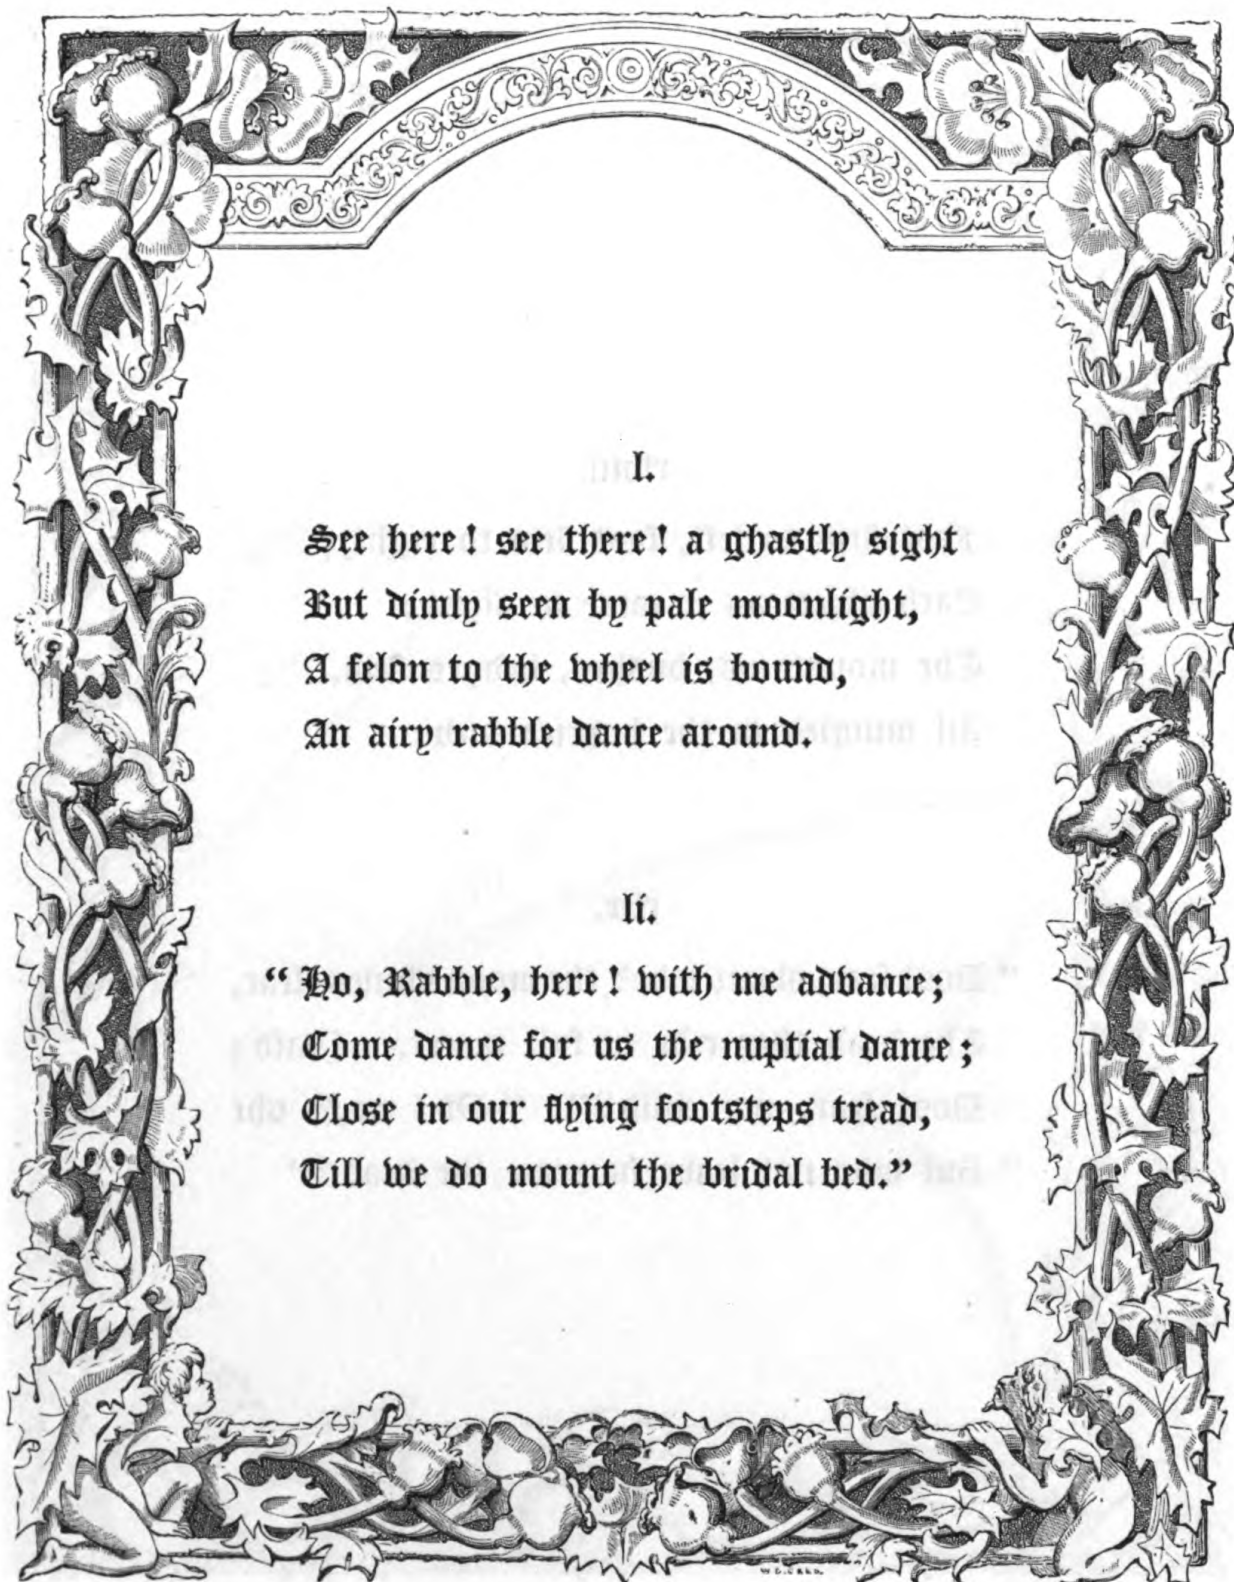 l.
See here! see there! a ghastly sight
But dimly seen by pale moonlight,
A felon to the wheel is bound,
An airy rabble dance around.
li.
“Ho, Rabble, here! with me advance;
Come dance for us the nuptial dance;
Close in our flying footsteps tread,
Till we do mount the bridal bed.”